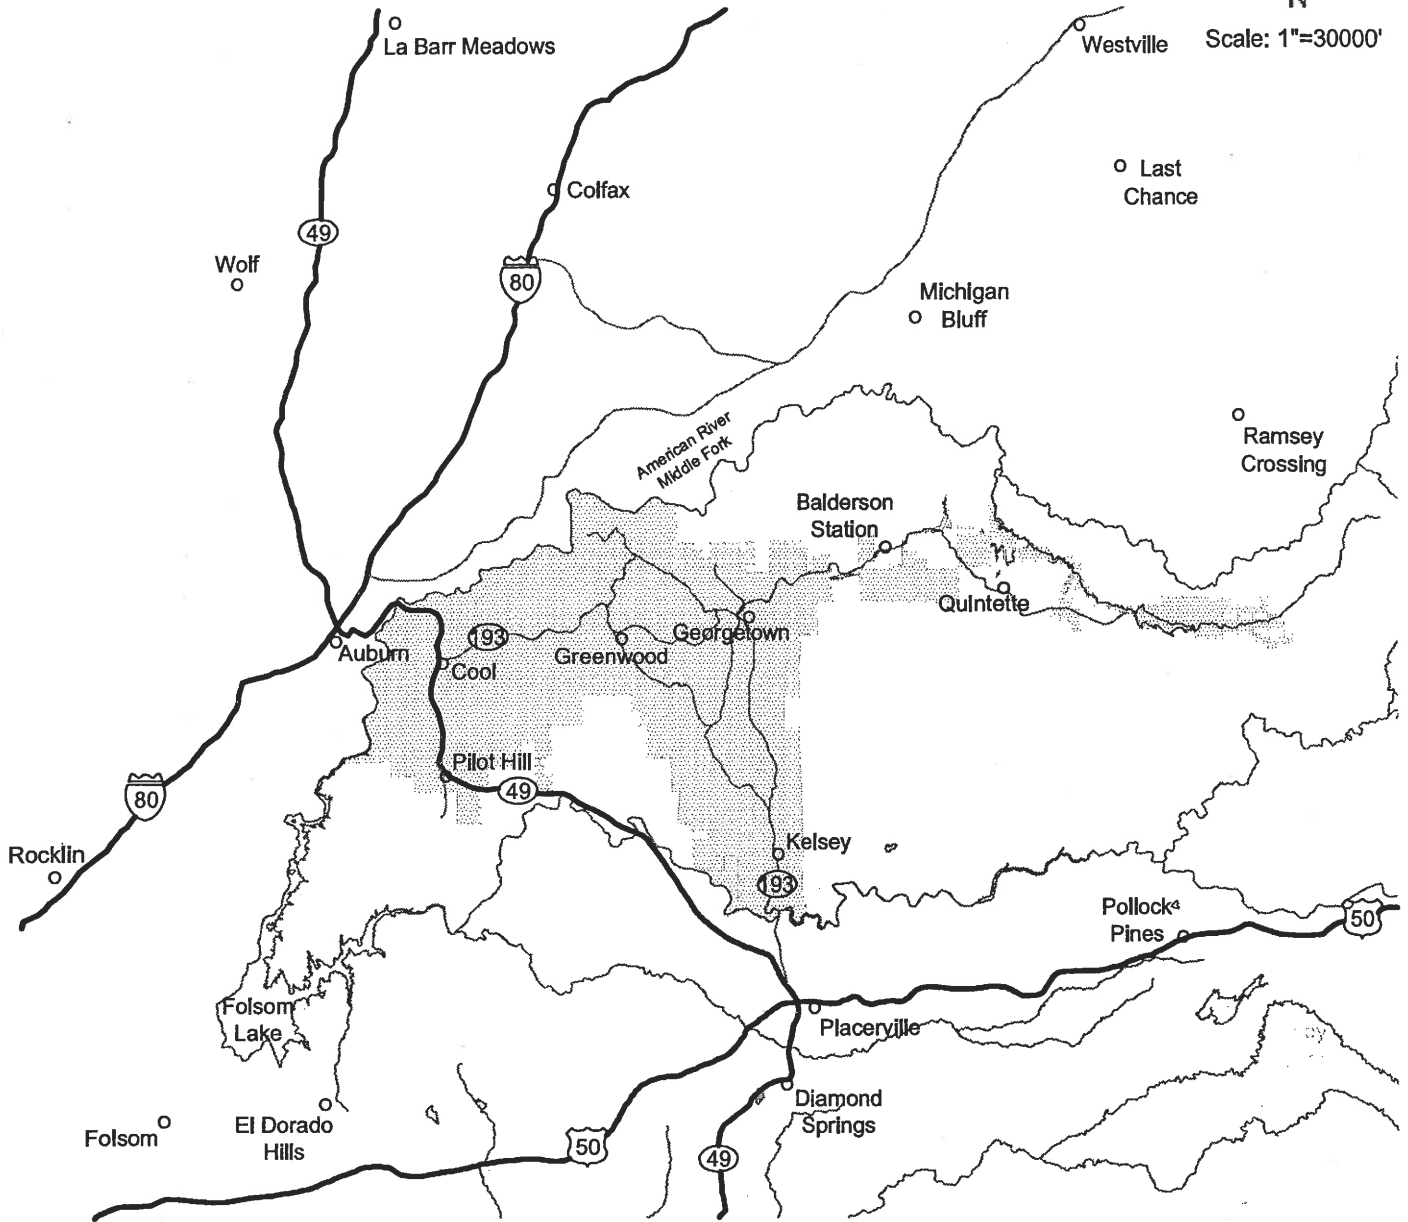 N
La Barr Meadows
Westville
Scale: 1"=30000'
Last
Chance
Colfax
49
Wolf
80
Michigan
Bluff
American River
Middle Fork
Ramsey
Crossing
Balderson
Station
Quintette
193
Georgetown
Auburn
Greenwood
Cool
Pilot Hill
49
80
Kelsey
Rocklin
193
Pollock
Pines
50
Folsom
Lake
Placerville
Diamond
Springs
El Dorado
Hills
Folsom
50
49